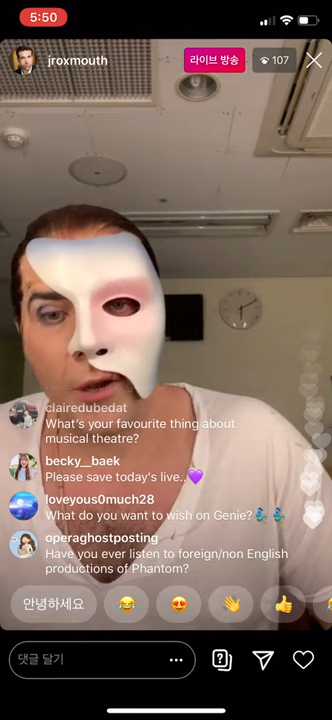 5:50
jroxmouth
라이브 방송
107
clairedubedat
What's your favourite thing about
musical theatre?
becky__baek
Please save today's live..💜
loveyous0much28
What do you want to wish on Genie?🧞‍♂️🧞‍♂️
operaghostposting
Have you ever listen to foreign/non English
productions of Phantom?
안녕하세요
댓글 달기